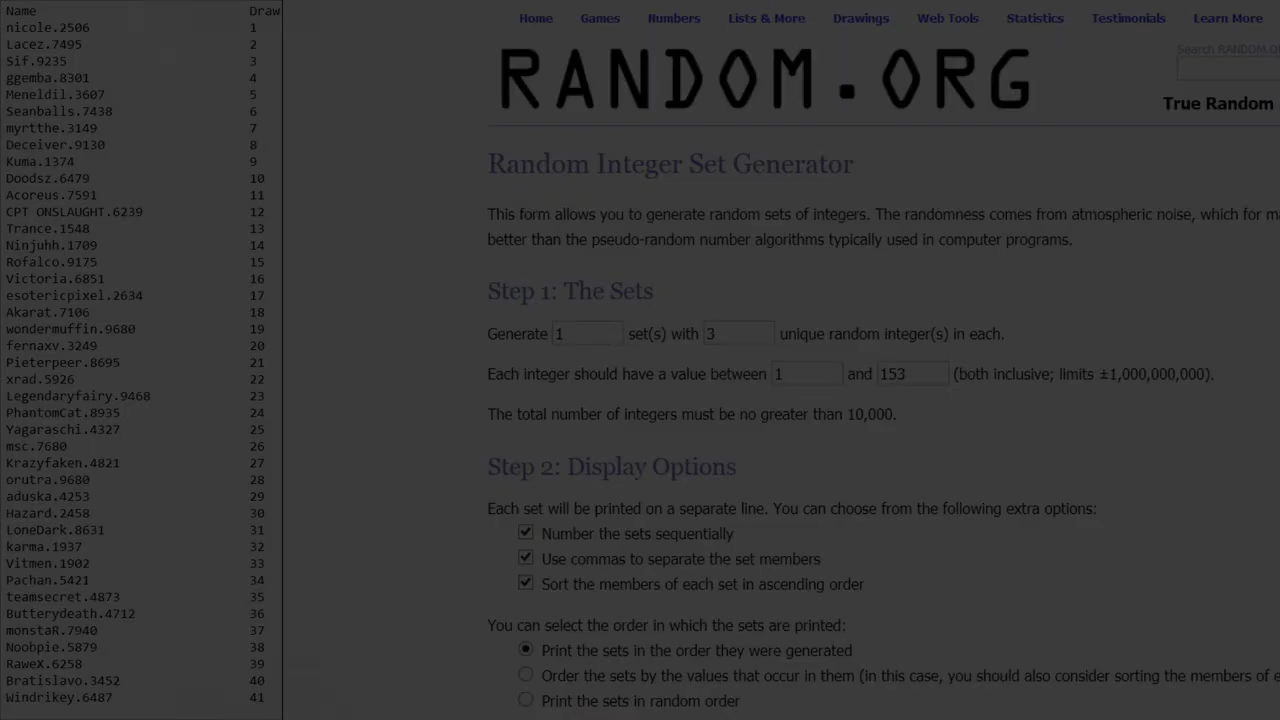 Name Draw
nicole.2506 1
Lacez.7495 2
Sif.9235 3
ggemba.8301 4
Meneldil.3607 5
Seanballs.7438 6
myrtthe.3149 7
Deceiver.9130 8
Kuma.1374 9
Doodsz.6479 10
Acoreus.7591 11
CPT ONSLAUGHT.6239 12
Trance.1548 13
Ninjuhh.1709 14
Rofalco.9175 15
Victoria.6851 16
esotericpixel.2634 17
Akarat.7106 18
wondermuffin.9680 19
fernaxv.3249 20
Pieterpeer.8695 21
xrad.5926 22
Legendaryfairy.9468 23
PhantomCat.8935 24
Yagaraschi.4327 25
msc.7680 26
Krazyfaken.4821 27
orutra.9680 28
aduska.4253 29
Hazard.2458 30
LoneDark.8631 31
karma.1937 32
Vitmen.1902 33
Pachan.5421 34
teamsecret.4873 35
Butterydeath.4712 36
monstaR.7940 37
Noobpie.5879 38
RaweX.6258 39
Bratislavo.3452 40
Windrikey.6487 41
Home Games Numbers Lists & More Drawings Web Tools Statistics Testimonials Learn More
RANDOM.ORG
Search RANDOM.O
True Random
Random Integer Set Generator
This form allows you to generate random sets of integers. The randomness comes from atmospheric noise, which for m
better than the pseudo-random number algorithms typically used in computer programs.
Step 1: The Sets
Generate 1 set(s) with 3 unique random integer(s) in each.
Each integer should have a value between 1 and 153 (both inclusive; limits ±1,000,000,000).
The total number of integers must be no greater than 10,000.
Step 2: Display Options
Each set will be printed on a separate line. You can choose from the following extra options:
Number the sets sequentially
Use commas to separate the set members
Sort the members of each set in ascending order
You can select the order in which the sets are printed:
Print the sets in the order they were generated
Order the sets by the values that occur in them (in this case, you should also consider sorting the members of e
Print the sets in random order